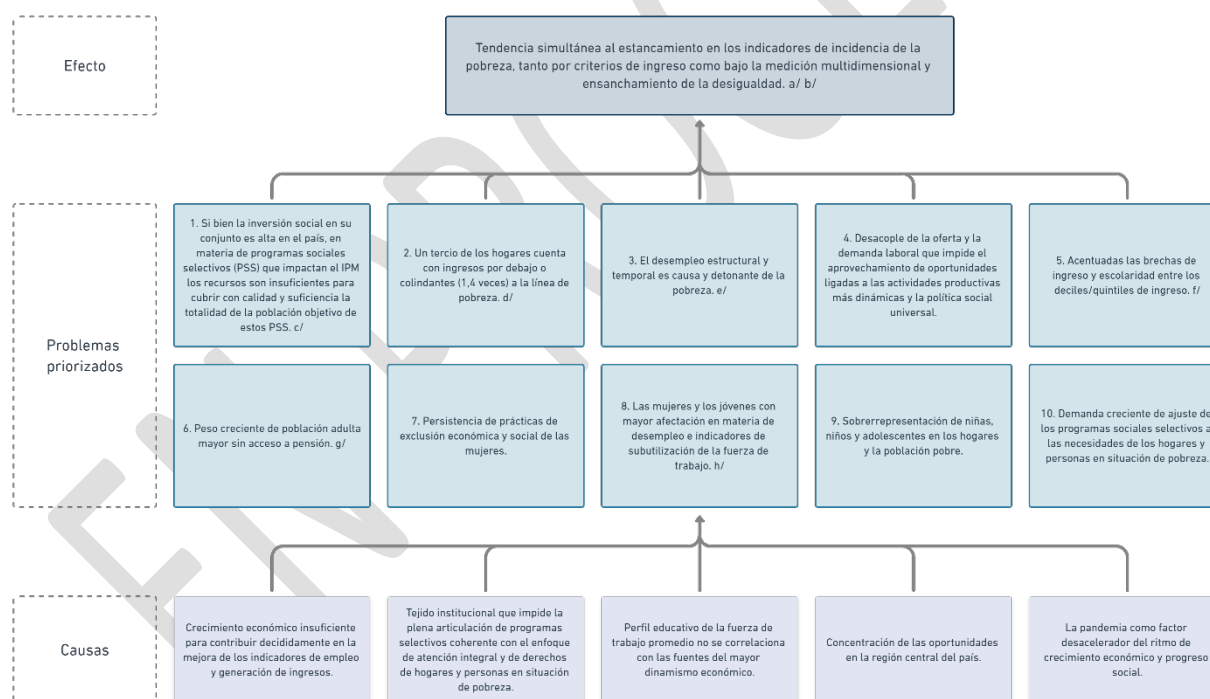 Efecto
Tendencia simultánea al estancamiento en los indicadores de incidencia de la
pobreza, tanto por criterios de ingreso como bajo la medición multidimensional y
ensanchamiento de la desigualdad. a/ b/
Problemas
priorizados
1. Si bien la inversión social en su
conjunto es alta en el país, en
materia de programas sociales
selectivos (PSS) que impactan el IPM
los recursos son insuficientes para
cubrir con calidad y suficiencia la
totalidad de la población objetivo de
estos PSS. c/
2. Un tercio de los hogares cuenta
con ingresos por debajo o
colindantes (1,4 veces) a la línea de
pobreza. d/
3. El desempleo estructural y
temporal es causa y detonante de la
pobreza. e/
4. Desacople de la oferta y la
demanda laboral que impide el
aprovechamiento de oportunidades
ligadas a las actividades productivas
más dinámicas y la política social
universal.
5. Acentuadas las brechas de
ingreso y escolaridad entre los
deciles/quintiles de ingreso. f/
6. Peso creciente de población adulta
mayor sin acceso a pensión. g/
7. Persistencia de prácticas de
exclusión económica y social de las
mujeres.
8. Las mujeres y los jóvenes con
mayor afectación en materia de
desempleo e indicadores de
subutilización de la fuerza de
trabajo. h/
9. Sobrerrepresentación de niñas,
niños y adolescentes en los hogares
y la población pobre.
10. Demanda creciente de ajuste de
los programas sociales selectivos a
las necesidades de los hogares y
personas en situación de pobreza.
Causas
Crecimiento económico insuficiente
para contribuir decididamente en la
mejora de los indicadores de empleo
y generación de ingresos.
Tejido institucional que impide la
plena articulación de programas
selectivos coherente con el enfoque
de atención integral y de derechos
de hogares y personas en situación
de pobreza.
Perfil educativo de la fuerza de
trabajo promedio no se correlaciona
con las fuentes del mayor
dinamismo económico.
Concentración de las oportunidades
en la región central del país.
La pandemia como factor
desacelerador del ritmo de
crecimiento económico y progreso
social.